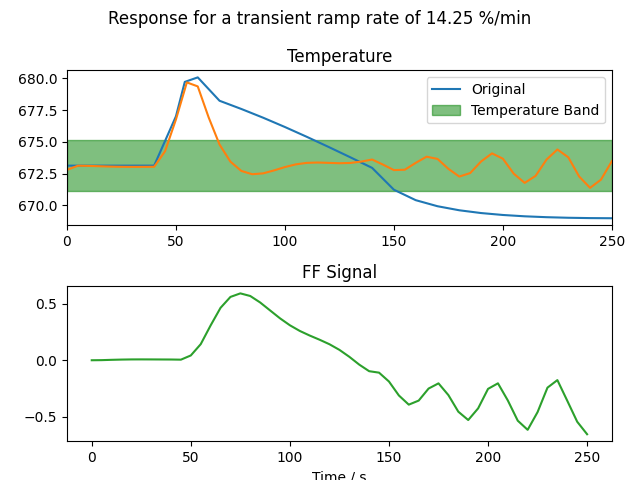 Response for a transient ramp rate of 14.25 %/min
Temperature
680.0
677.5
675.0
672.5
670.0
Original
Temperature Band
0 50 100 150 200 250
FF Signal
0.5
0.0
−0.5
0 50 100 150 200 250
Time / s